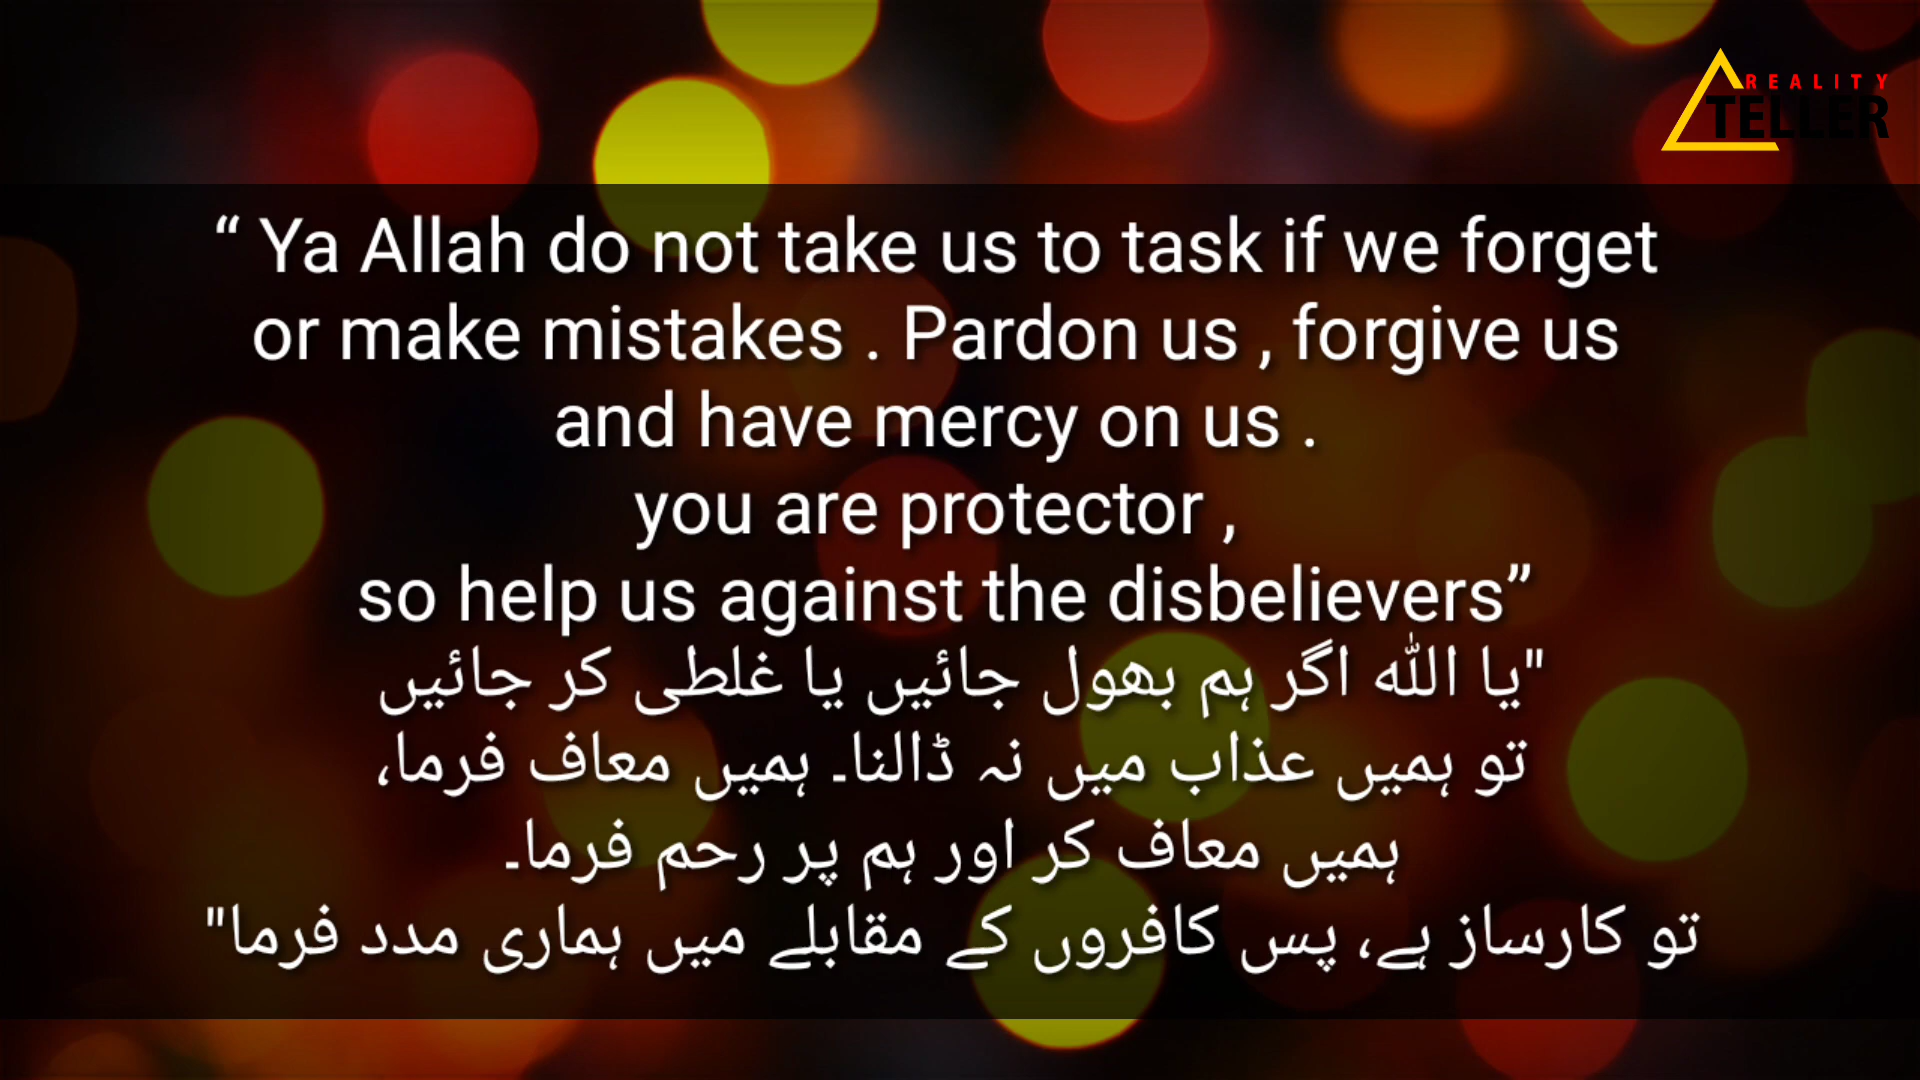 REALITY
TELLER
“ Ya Allah do not take us to task if we forget
or make mistakes . Pardon us , forgive us
and have mercy on us .
you are protector ,
so help us against the disbelievers”
"یا اللہ اگر ہم بھول جائیں یا غلطی کر جائیں
تو ہمیں عذاب میں نہ ڈالنا۔ ہمیں معاف فرما،
ہمیں معاف کر اور ہم پر رحم فرما۔
تو کارساز ہے، پس کافروں کے مقابلے میں ہماری مدد فرما"